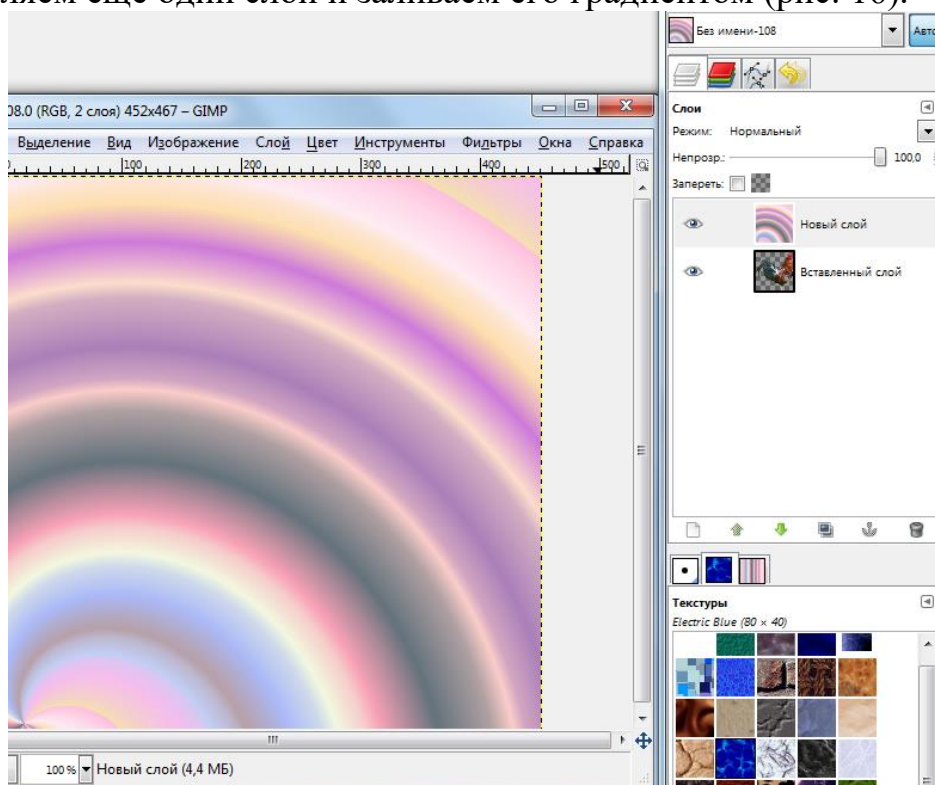 ляем еще один слой и заливаем его градиентом (рис. 10).
Без имени-108
Авто
08.0 (RGB, 2 слоя) 452x467 – GIMP
Выделение Вид Изображение Слой Цвет Инструменты Фильтры Окна Справка
100 200 300 400 500
Слои
Режим: Нормальный
Непрозр.: 100,0
Запереть:
Новый слой
Вставленный слой
Текстуры
Electric Blue (80 × 40)
100 % Новый слой (4,4 МБ)